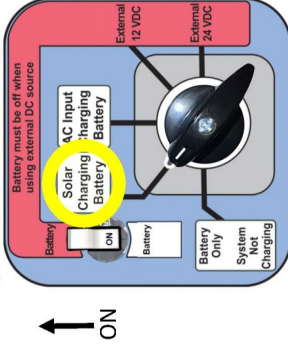 Battery must be off when
using external DC source
External
12 VDC
External
24 VDC
AC Input
Charging
Battery
Solar
Charging
Battery
Battery
ON
Battery
Battery
Only
System
Not
Charging
ON